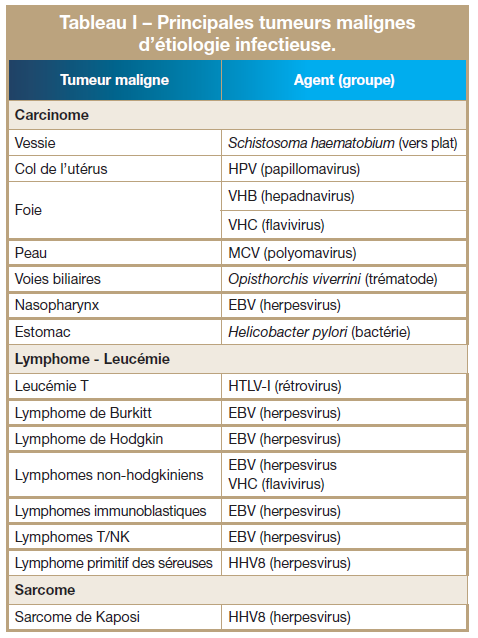 Tableau I – Principales tumeurs malignes
d'étiologie infectieuse.
Tumeur maligne Agent (groupe)
Carcinome
Vessie Schistosoma haematobium (vers plat)
Col de l'utérus HPV (papillomavirus)
Foie VHB (hepadnavirus)
VHC (flavivirus)
Peau MCV (polyomavirus)
Voies biliaires Opisthorchis viverrini (trématode)
Nasopharynx EBV (herpesvirus)
Estomac Helicobacter pylori (bactérie)
Lymphome - Leucémie
Leucémie T HTLV-I (rétrovirus)
Lymphome de Burkitt EBV (herpesvirus)
Lymphome de Hodgkin EBV (herpesvirus)
Lymphomes non-hodgkiniens EBV (herpesvirus
VHC (flavivirus)
Lymphomes immunoblastiques EBV (herpesvirus)
Lymphomes T/NK EBV (herpesvirus)
Lymphome primitif des séreuses HHV8 (herpesvirus)
Sarcome
Sarcome de Kaposi HHV8 (herpesvirus)